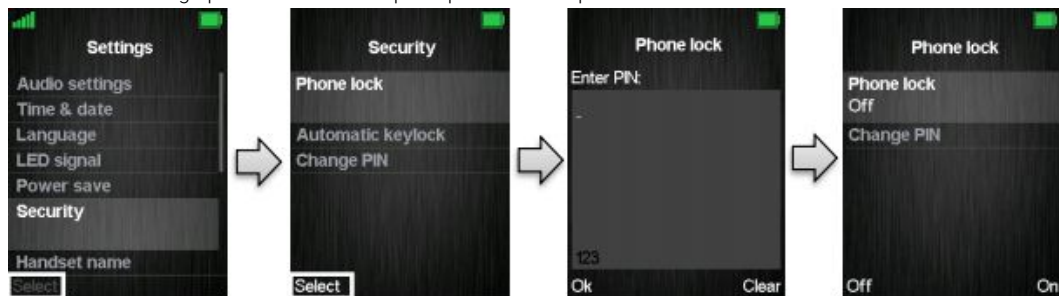 Settings
Audio settings
Time & date
Language
LED signal
Power save
Security
Handset name
Select
Security
Phone lock
Automatic keylock
Change PIN
Select
Phone lock
Enter PIN:
-
123
Ok Clear
Phone lock
Phone lock
Off
Change PIN
Off On